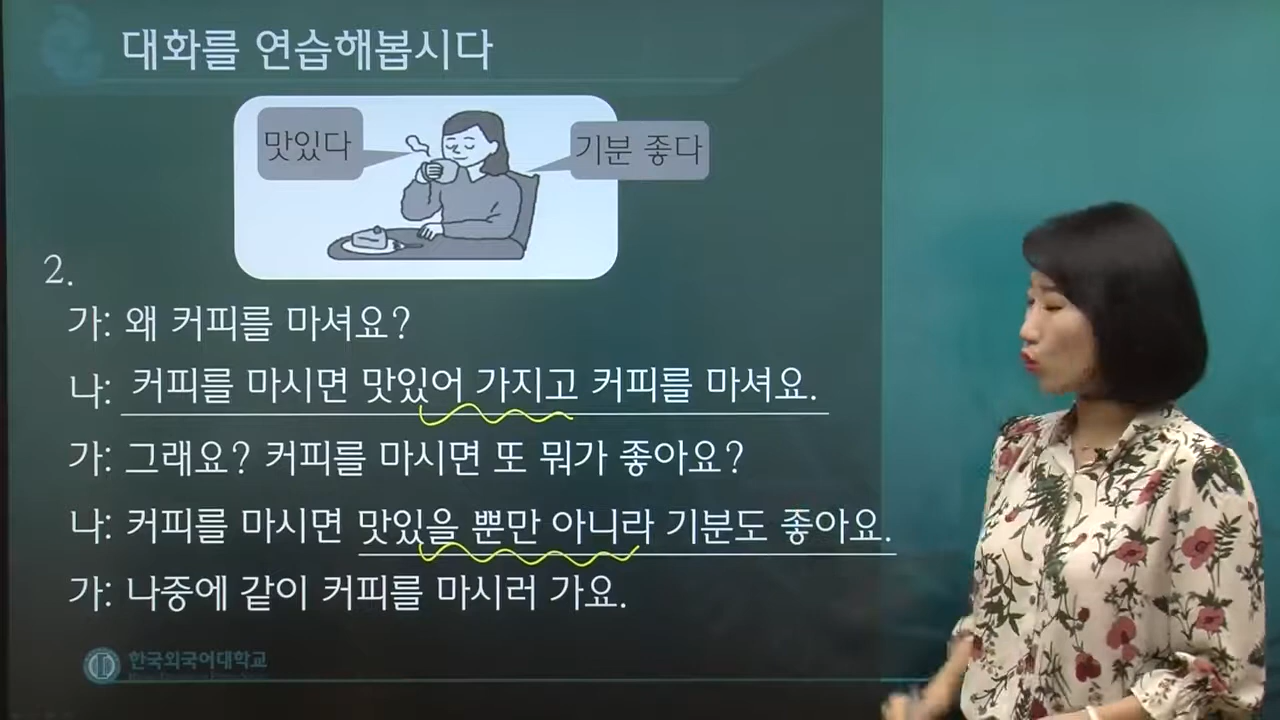 대화를 연습해봅시다
맛있다
기분 좋다
2.
가: 왜 커피를 마셔요?
나: 커피를 마시면 맛있어 가지고 커피를 마셔요.
가: 그래요? 커피를 마시면 또 뭐가 좋아요?
나: 커피를 마시면 맛있을 뿐만 아니라 기분도 좋아요.
가: 나중에 같이 커피를 마시러 가요.
한국외국어대학교